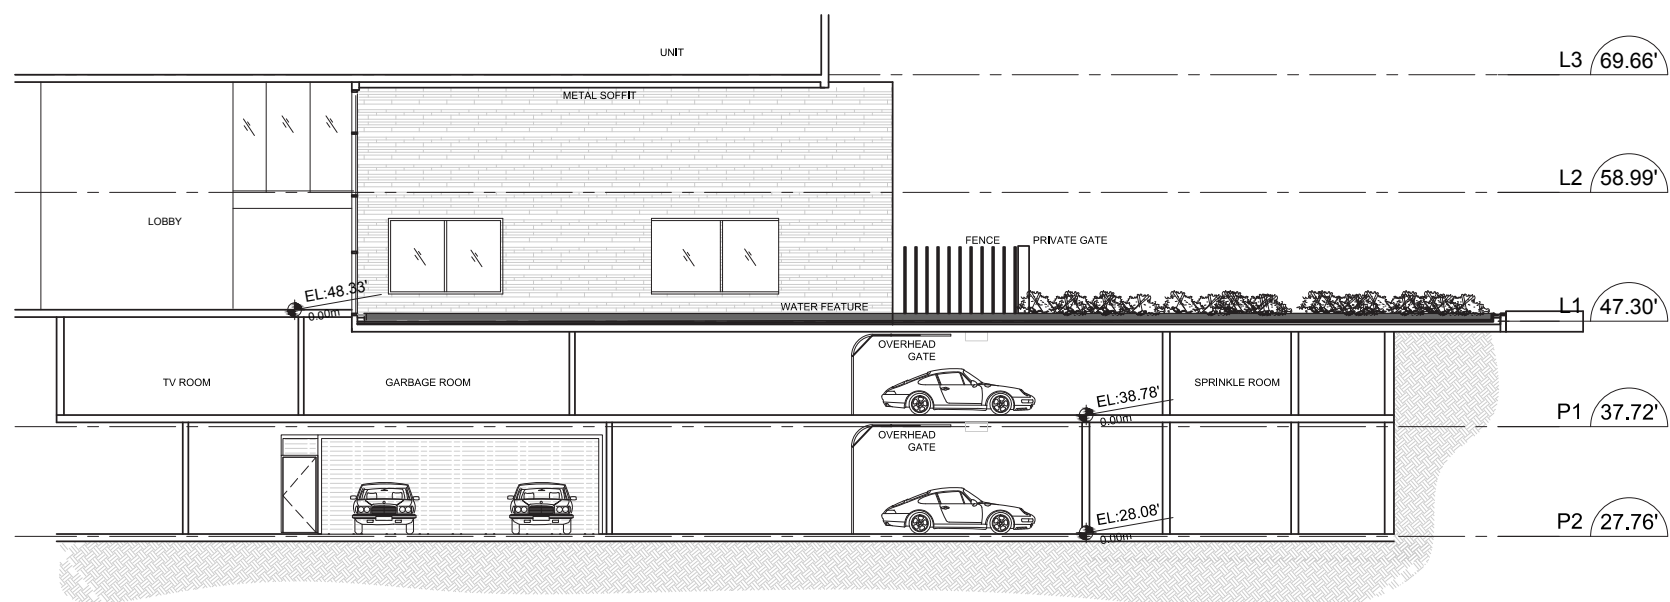 UNIT
L3 69.66'
METAL SOFFIT
L2 58.99'
LOBBY
FENCE
PRIVATE GATE
EL:48.33'
0.00m
WATER FEATURE
L1 47.30'
OVERHEAD
GATE
TV ROOM
GARBAGE ROOM
SPRINKLE ROOM
EL:38.78'
0.00m
P1 37.72'
OVERHEAD
GATE
EL:28.08'
0.00m
P2 27.76'